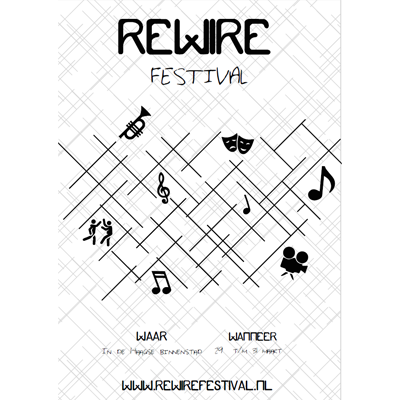 REWIRE
FESTIVAL
WAAR
WANNEER
IN DE HAAGSE BINNENSTAD
29 T/M 31 MAART
WWW.REWIREFESTIVAL.NL